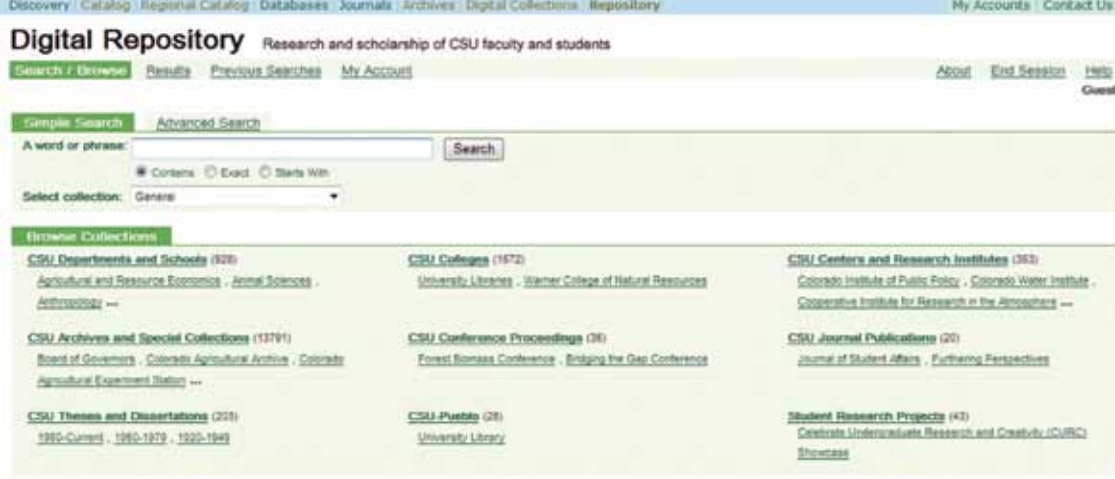 Discovery Catalog Regional Catalog Databases Journals Archives Digital Collections Repository My Accounts Contact Us
Digital Repository Research and scholarship of CSU faculty and students
Search / Browse Results Previous Searches My Account About End Session Help
Guest
Simple Search Advanced Search
A word or phrase: Search
Contains Exact Starts With
Select collection: General
Browse Collections
CSU Departments and Schools (928) CSU Colleges (1672) CSU Centers and Research Institutes (353)
Agricultural and Resource Economics , Animal Sciences , University Libraries , Warner College of Natural Resources Colorado Institute of Public Policy , Colorado Water Institute ,
Anthropology ... Cooperative Institute for Research in the Atmosphere ...
CSU Archives and Special Collections (13791) CSU Conference Proceedings (36) CSU Journal Publications (20)
Board of Governors , Colorado Agricultural Archive , Colorado Forest Biomass Conference , Bridging the Gap Conference Journal of Student Affairs , Furthering Perspectives
Agricultural Experiment Station ...
CSU Theses and Dissertations (205) CSU-Pueblo (28) Student Research Projects (43)
1980-Current , 1950-1979 , 1920-1949 University Library Celebrate Undergraduate Research and Creativity (CURC)
Showcase